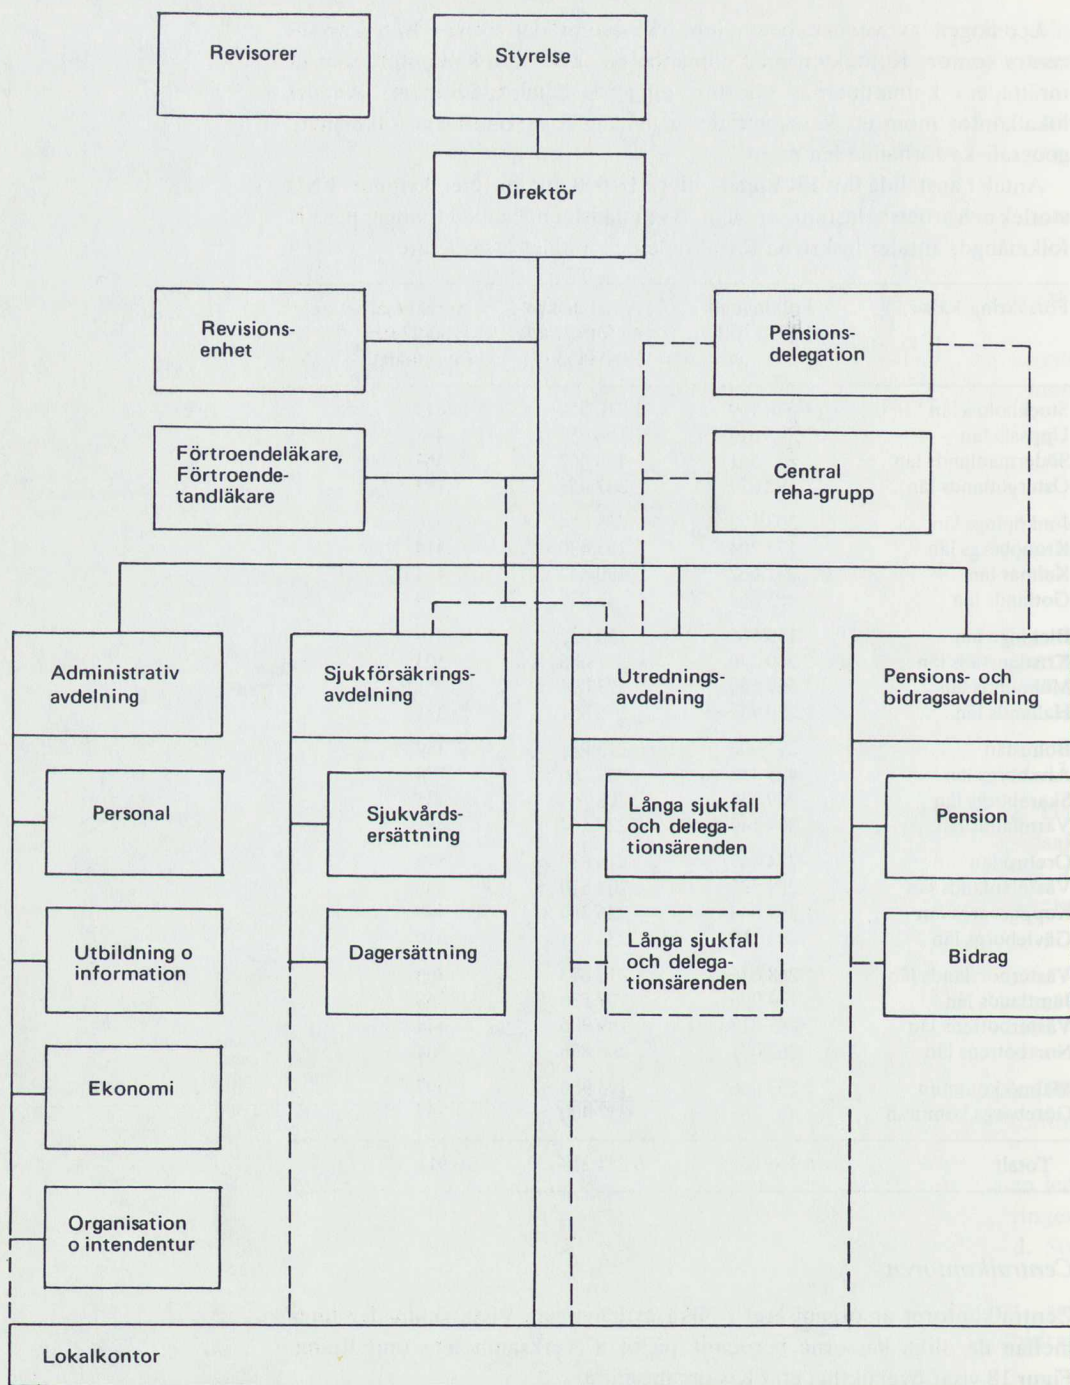 Revisorer
Styrelse
Direktör
Revisions-
enhet
Pensions-
delegation
Förtroendeläkare,
Förtroende-
tandläkare
Central
reha-grupp
Administrativ
avdelning
Sjukförsäkrings-
avdelning
Utrednings-
avdelning
Pensions- och
bidragsavdelning
Personal
Sjukvårds-
ersättning
Långa sjukfall
och delega-
tionsärenden
Pension
Utbildning o
information
Dagersättning
Långa sjukfall
och delega-
tionsärenden
Bidrag
Ekonomi
Organisation
o intendentur
Lokalkontor